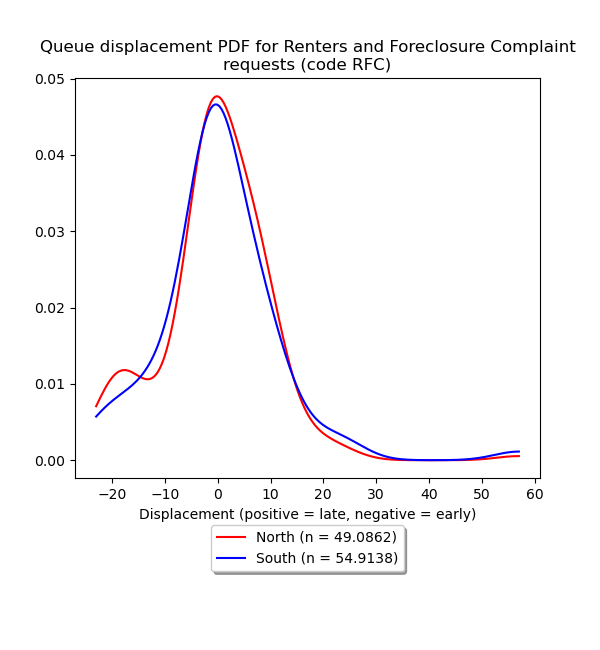 Queue displacement PDF for Renters and Foreclosure Complaint
requests (code RFC)
0.05
0.04
0.03
0.02
0.01
0.00
−20 −10 0 10 20 30 40 50 60
Displacement (positive = late, negative = early)
North (n = 49.0862)
South (n = 54.9138)